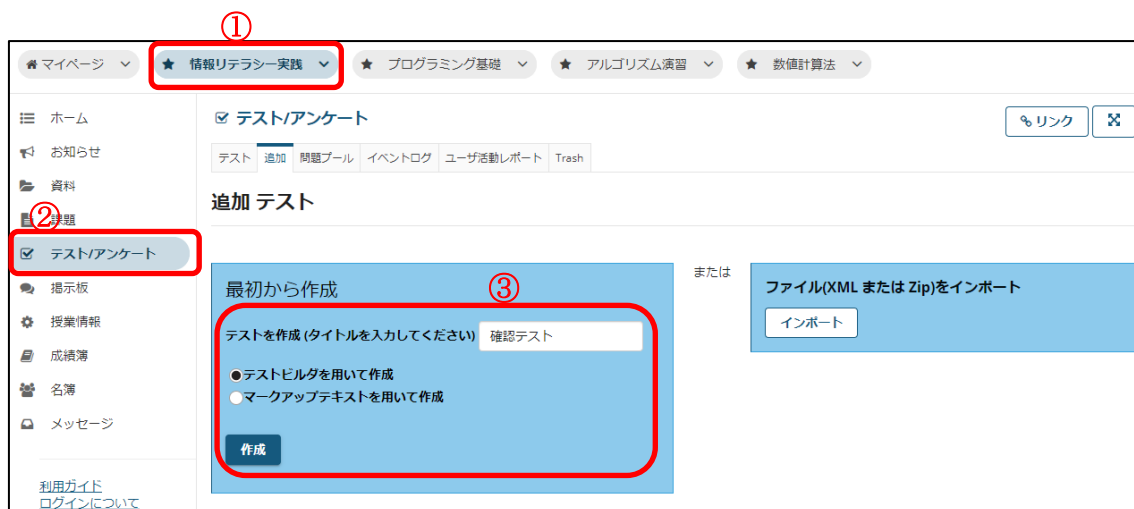 ①
マイページ
★ 情報リテラシー実践
★ プログラミング基礎
★ アルゴリズム演習
★ 数値計算法
ホーム
お知らせ
資料
②
課題
テスト/アンケート
掲示板
授業情報
成績簿
名簿
メッセージ
利用ガイド
ログインについて
テスト/アンケート
リンク
テスト 追加 問題プール イベントログ ユーザ活動レポート Trash
追加 テスト
最初から作成
③
テストを作成 (タイトルを入力してください) 確認テスト
テストビルダを用いて作成
マークアップテキストを用いて作成
作成
または
ファイル(XML または Zip)をインポート
インポート